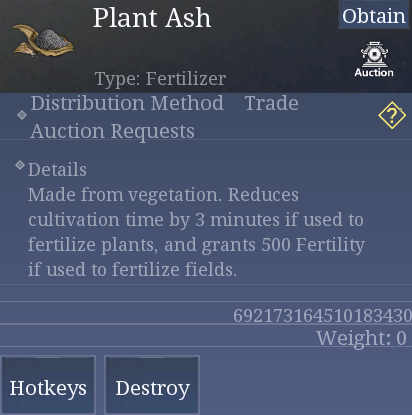 Plant Ash
Obtain
Type: Fertilizer
Auction
Distribution Method Trade
Auction Requests
?
Details
Made from vegetation. Reduces
cultivation time by 3 minutes if used to
fertilize plants, and grants 500 Fertility
if used to fertilize fields.
692173164510183430
Weight: 0
Hotkeys Destroy